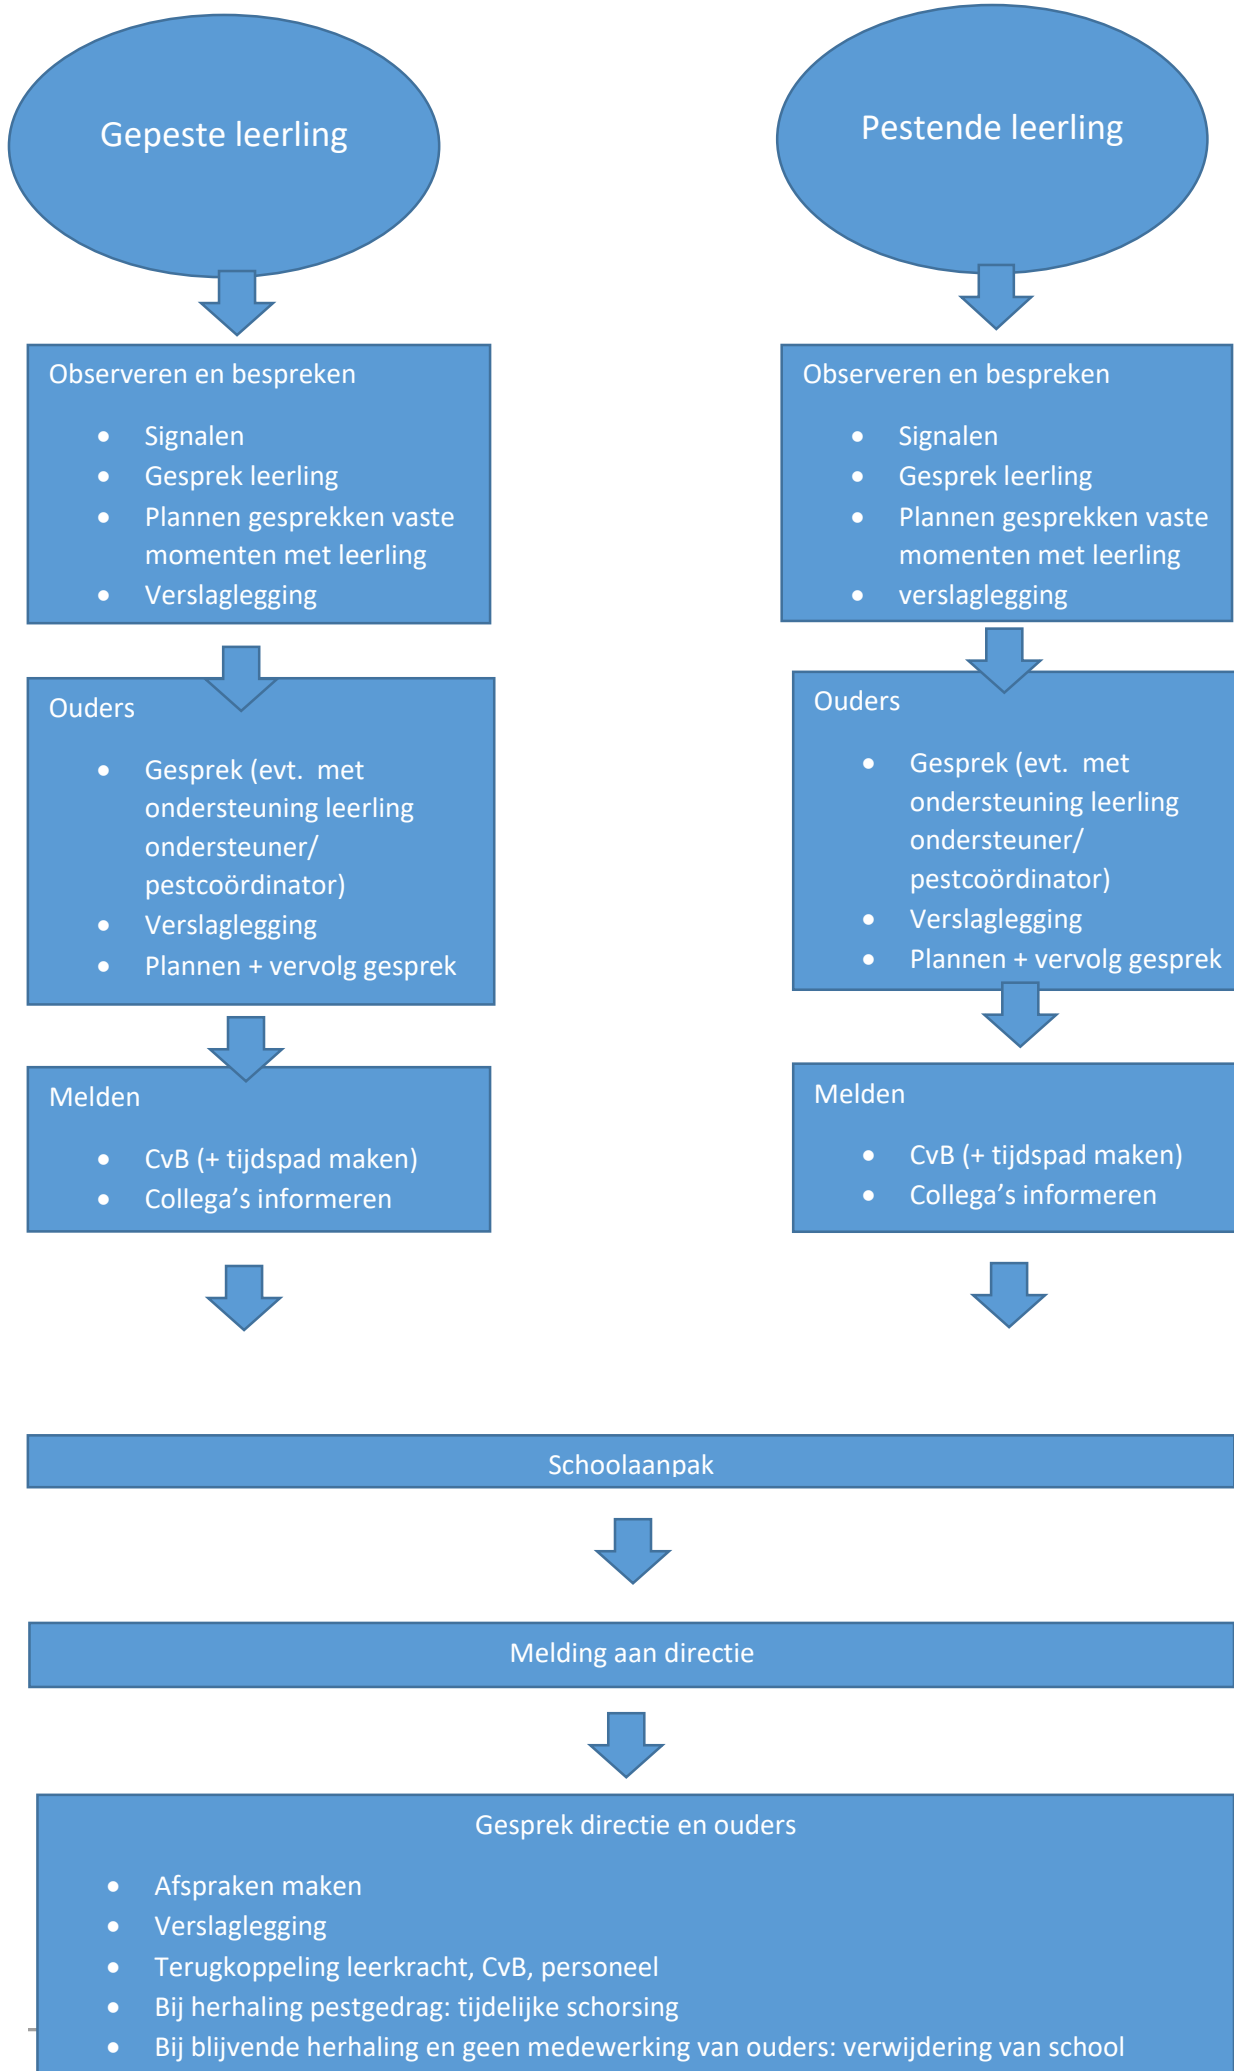 Gepeste leerling
Observeren en bespreken
• Signalen
• Gesprek leerling
• Plannen gesprekken vaste
momenten met leerling
• Verslaglegging
Ouders
• Gesprek (evt.  met
ondersteuning leerling
ondersteuner/
pestcoördinator)
• Verslaglegging
• Plannen + vervolg gesprek
Melden
• CvB (+ tijdspad maken)
• Collega’s informeren
Pestende leerling
Observeren en bespreken
• Signalen
• Gesprek leerling
• Plannen gesprekken vaste
momenten met leerling
• verslaglegging
Ouders
• Gesprek (evt.  met
ondersteuning leerling
ondersteuner/
pestcoördinator)
• Verslaglegging
• Plannen + vervolg gesprek
Melden
• CvB (+ tijdspad maken)
• Collega’s informeren
Schoolaanpak
Melding aan directie
Gesprek directie en ouders
• Afspraken maken
• Verslaglegging
• Terugkoppeling leerkracht, CvB, personeel
• Bij herhaling pestgedrag: tijdelijke schorsing
• Bij blijvende herhaling en geen medewerking van ouders: verwijdering van school